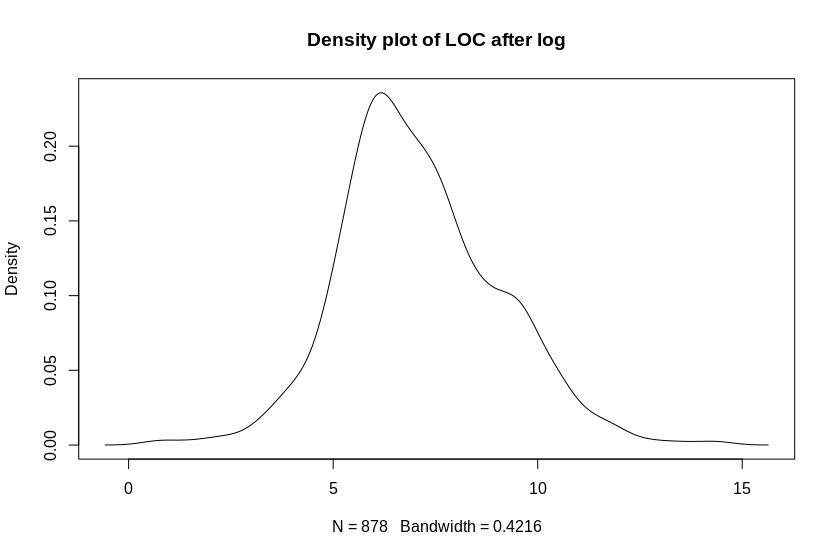 Density plot of LOC after log
Density
0.20
0.15
0.10
0.05
0.00
0 5 10 15
N = 878 Bandwidth = 0.4216